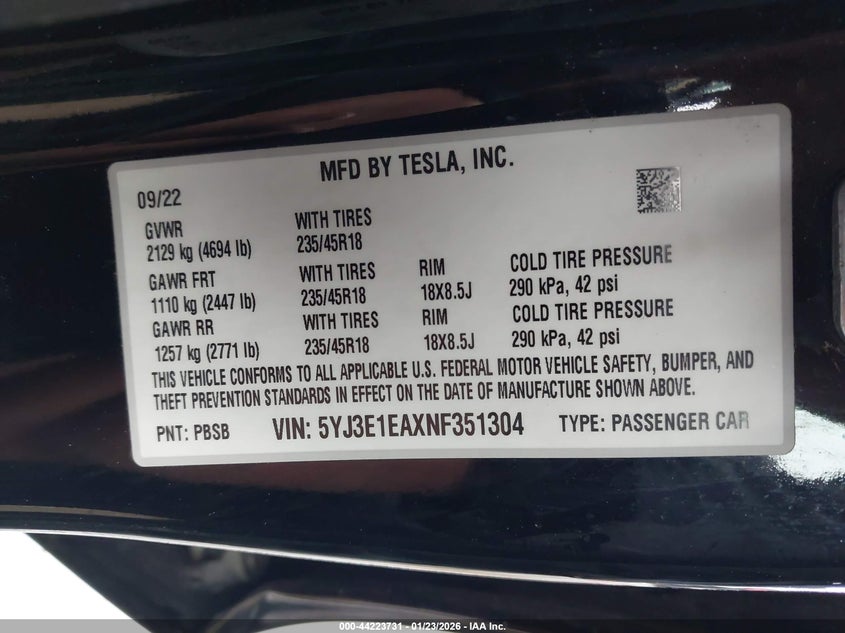 MFD BY TESLA, INC.
09/22
GVWR WITH TIRES
2129 kg (4694 lb) 235/45R18
GAWR FRT WITH TIRES RIM COLD TIRE PRESSURE
1110 kg (2447 lb) 235/45R18 18X8.5J 290 kPa, 42 psi
GAWR RR WITH TIRES RIM COLD TIRE PRESSURE
1257 kg (2771 lb) 235/45R18 18X8.5J 290 kPa, 42 psi
THIS VEHICLE CONFORMS TO ALL APPLICABLE U.S. FEDERAL MOTOR VEHICLE SAFETY, BUMPER, AND
THEFT PREVENTION STANDARDS IN EFFECT ON THE DATE OF MANUFACTURE SHOWN ABOVE.
PNT: PBSB VIN: 5YJ3E1EAXNF351304 TYPE: PASSENGER CAR
000-44223731 - 01/23/2026 - IAA Inc.